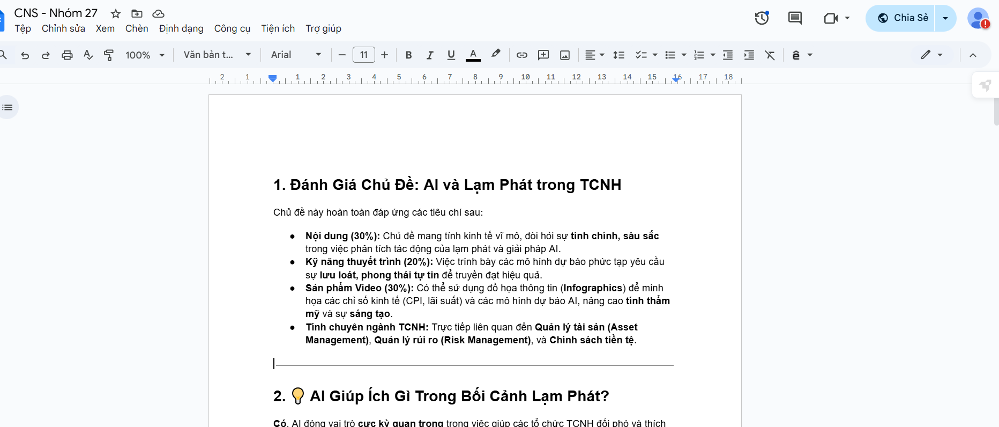 CNS - Nhóm 27
Tệp Chỉnh sửa Xem Chèn Định dạng Công cụ Tiện ích Trợ giúp
Chia Sẻ
100% Văn bản t... Arial 11
2 1 1 2 3 4 5 6 7 8 9 10 11 12 13 14 15 16 17 18
1. Đánh Giá Chủ Đề: AI và Lạm Phát trong TCNH
Chủ đề này hoàn toàn đáp ứng các tiêu chí sau:
● Nội dung (30%): Chủ đề mang tính kinh tế vĩ mô, đòi hỏi sự tinh chỉnh, sâu sắc
trong việc phân tích tác động của lạm phát và giải pháp AI.
● Kỹ năng thuyết trình (20%): Việc trình bày các mô hình dự báo phức tạp yêu cầu
sự lưu loát, phong thái tự tin để truyền đạt hiệu quả.
● Sản phẩm Video (30%): Có thể sử dụng đồ họa thông tin (Infographics) để minh
họa các chỉ số kinh tế (CPI, lãi suất) và các mô hình dự báo AI, nâng cao tính thẩm
mỹ và sự sáng tạo.
● Tính chuyên ngành TCNH: Trực tiếp liên quan đến Quản lý tài sản (Asset
Management), Quản lý rủi ro (Risk Management), và Chính sách tiền tệ.
2. 💡 AI Giúp Ích Gì Trong Bối Cảnh Lạm Phát?
Có, AI đóng vai trò cực kỳ quan trọng trong việc giúp các tổ chức TCNH đối phó và thích